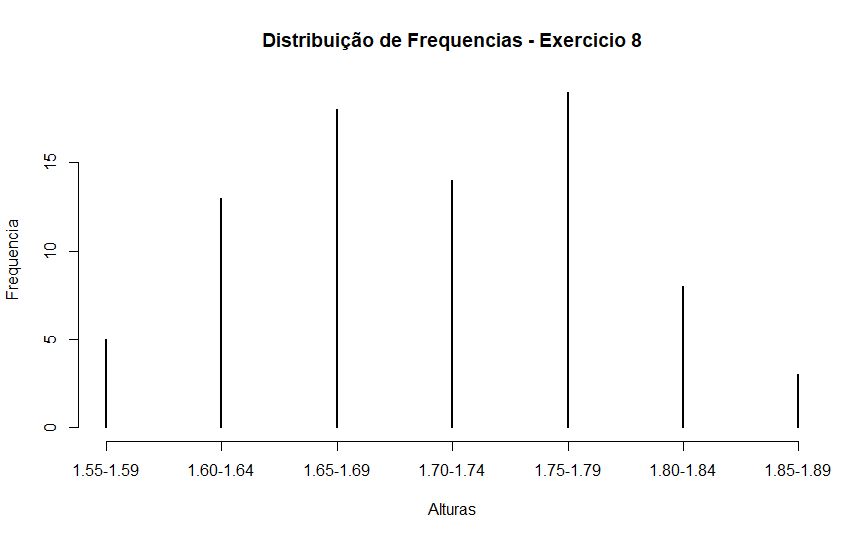 Distribuição de Frequencias - Exercicio 8
Frequencia
15
10
5
0
1.55-1.59 1.60-1.64 1.65-1.69 1.70-1.74 1.75-1.79 1.80-1.84 1.85-1.89
Alturas